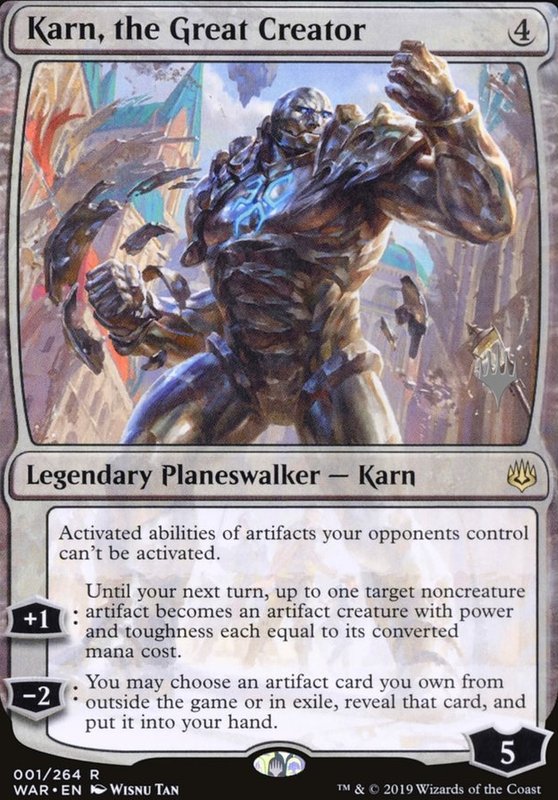 Karn, the Great Creator 4
Legendary Planeswalker — Karn
Activated abilities of artifacts your opponents control
can't be activated.
+1 : Until your next turn, up to one target noncreature
artifact becomes an artifact creature with power
and toughness each equal to its converted
mana cost.
-2 : You may choose an artifact card you own from
outside the game or in exile, reveal that card, and
put it into your hand.
5
001/264 R
WAR • EN Wisnu Tan
™ & © 2019 Wizards of the Coast